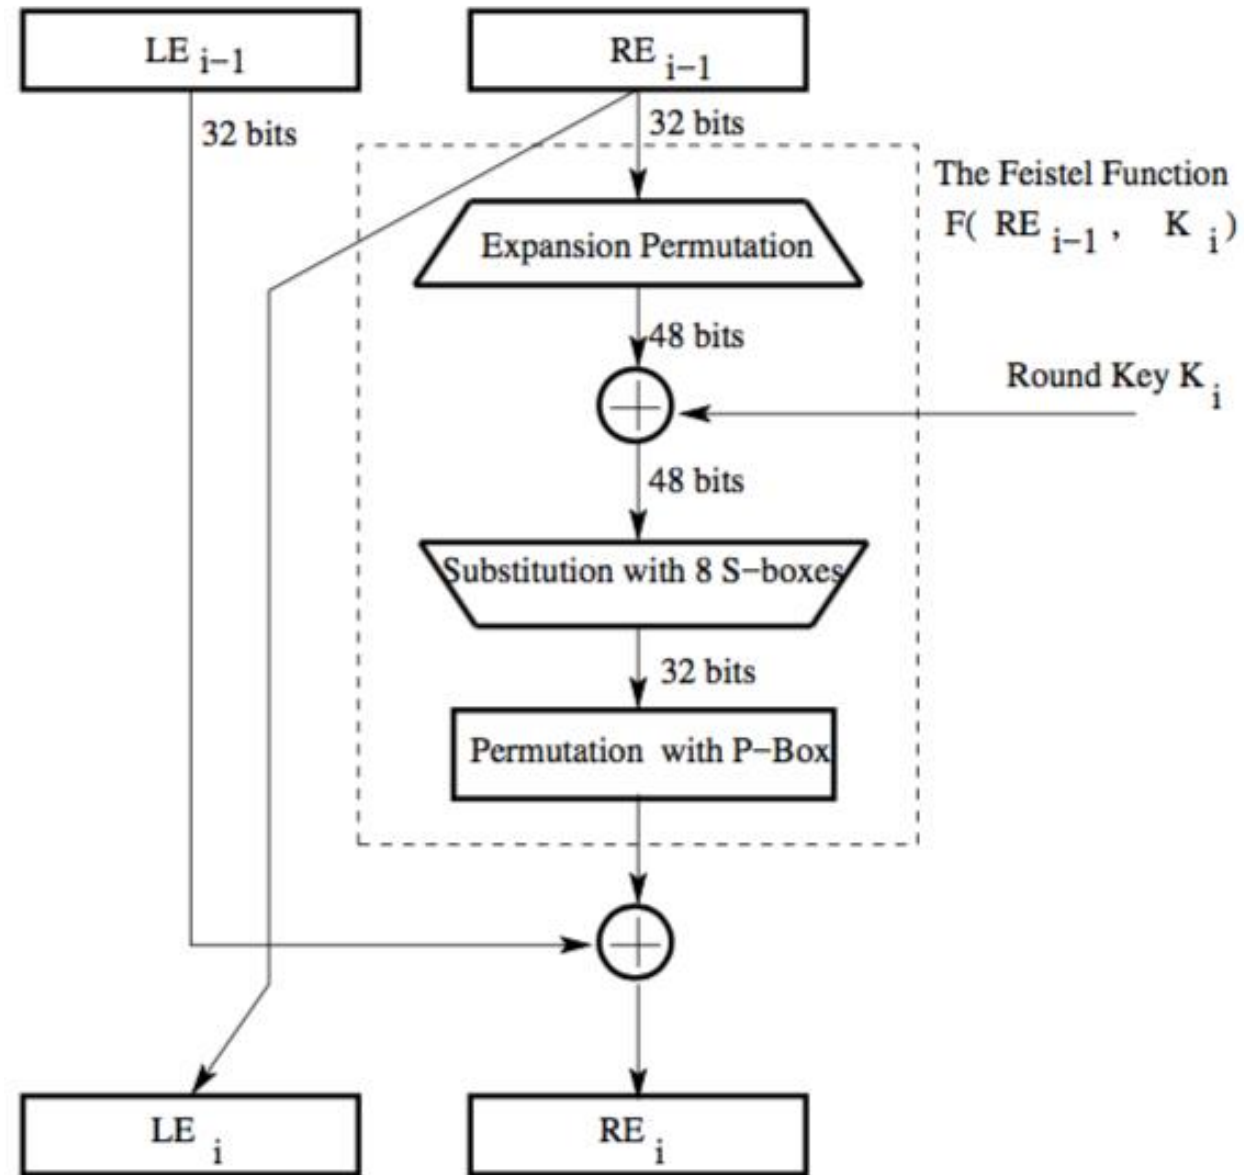 LE i−1
RE i−1
32 bits
32 bits
The Feistel Function
F( RE i−1 , K i )
Expansion Permutation
48 bits
Round Key K i
48 bits
Substitution with 8 S−boxes
32 bits
Permutation with P−Box
LE i
RE i